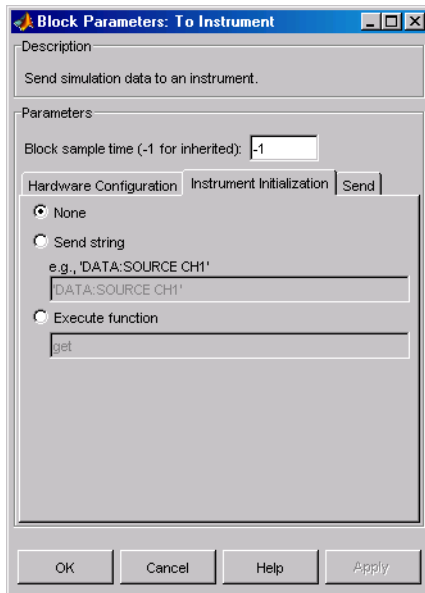 Block Parameters: To Instrument
Description
Send simulation data to an instrument.
Parameters
Block sample time (-1 for inherited): -1
Hardware Configuration Instrument Initialization Send
None
Send string
e.g., 'DATA:SOURCE CH1'
'DATA:SOURCE CH1'
Execute function
get
OK Cancel Help Apply